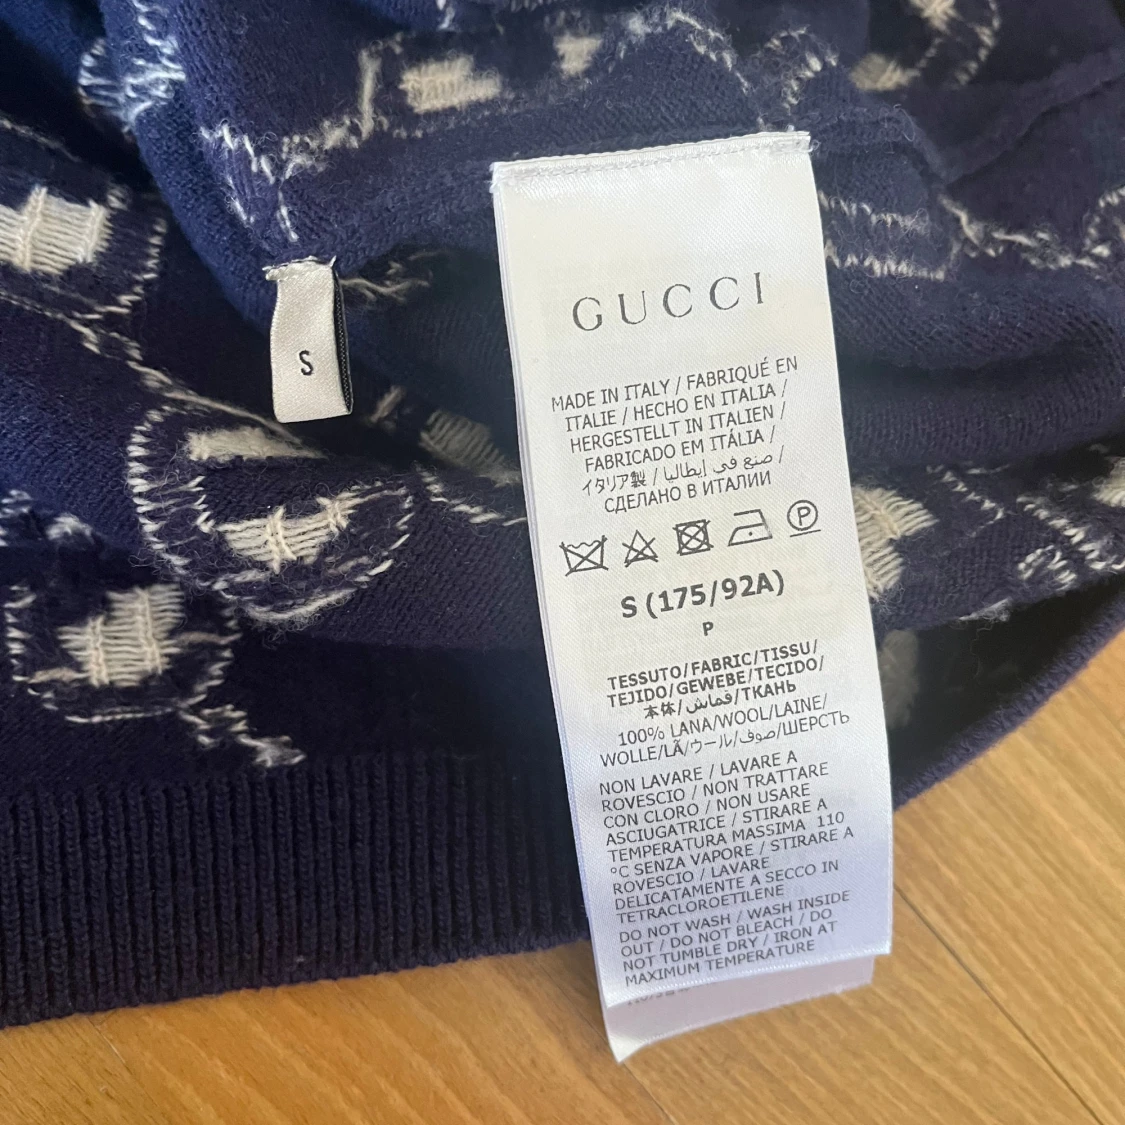 S
GUCCI
MADE IN ITALY / FABRIQUÉ EN
ITALIE / HECHO EN ITALIA /
HERGESTELLT IN ITALIEN /
FABRICADO EM ITÁLIA /
イタリア製 / صنع في إيطاليا /
СДЕЛАНО В ИТАЛИИ
P
S (175/92A)
P
TESSUTO/FABRIC/TISSU/
TEJIDO/GEWEBE/TECIDO/
本体/قماش/ТКАНЬ
100% LANA/WOOL/LAINE/
WOLLE/LÃ/ウール/صوف/ШЕРСТЬ
NON LAVARE / LAVARE A
ROVESCIO / NON TRATTARE
CON CLORO / NON USARE
ASCIUGATRICE / STIRARE A
TEMPERATURA MASSIMA 110
°C SENZA VAPORE / STIRARE A
ROVESCIO / LAVARE
DELICATAMENTE A SECCO IN
TETRACLOROETILENE
DO NOT WASH / WASH INSIDE
OUT / DO NOT BLEACH / DO
NOT TUMBLE DRY / IRON AT
MAXIMUM TEMPERATURE